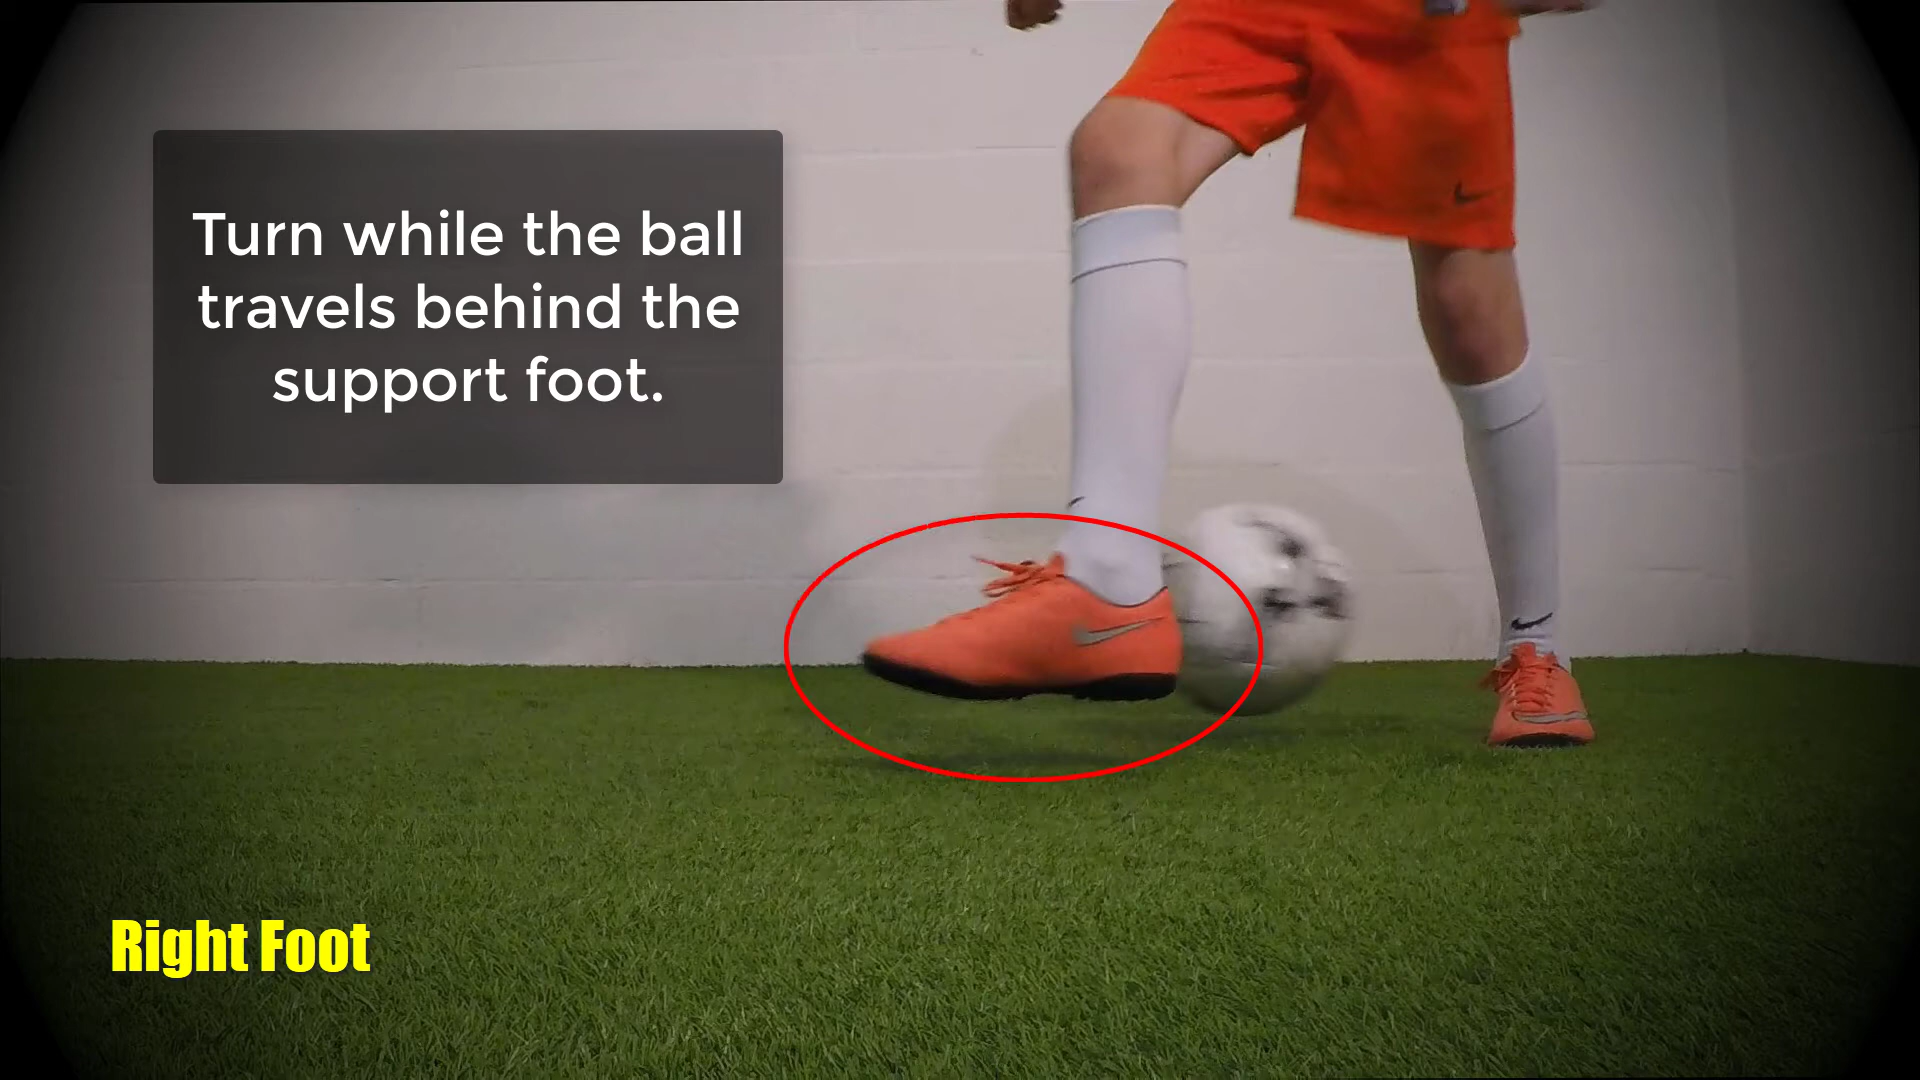 Turn while the ball
travels behind the
support foot.
Right Foot